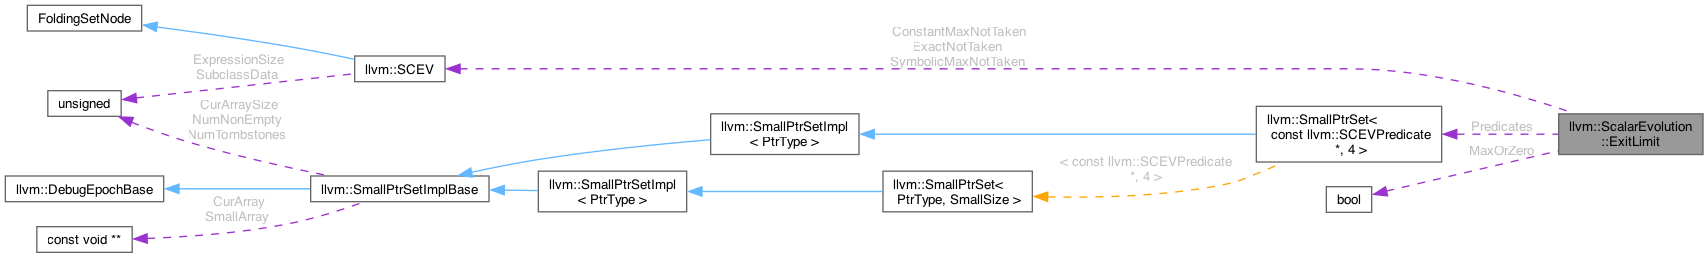 FoldingSetNode
ConstantMaxNotTaken
ExactNotTaken
SymbolicMaxNotTaken
ExpressionSize
SubclassData
llvm::SCEV
unsigned
CurArraySize
NumNonEmpty
NumTombstones
llvm::SmallPtrSetImpl
< PtrType >
llvm::SmallPtrSet<
const llvm::SCEVPredicate
*, 4 >
Predicates
llvm::ScalarEvolution
::ExitLimit
MaxOrZero
< const llvm::SCEVPredicate
*, 4 >
llvm::DebugEpochBase
llvm::SmallPtrSetImplBase
llvm::SmallPtrSetImpl
< PtrType >
llvm::SmallPtrSet<
PtrType, SmallSize >
bool
CurArray
SmallArray
const void **